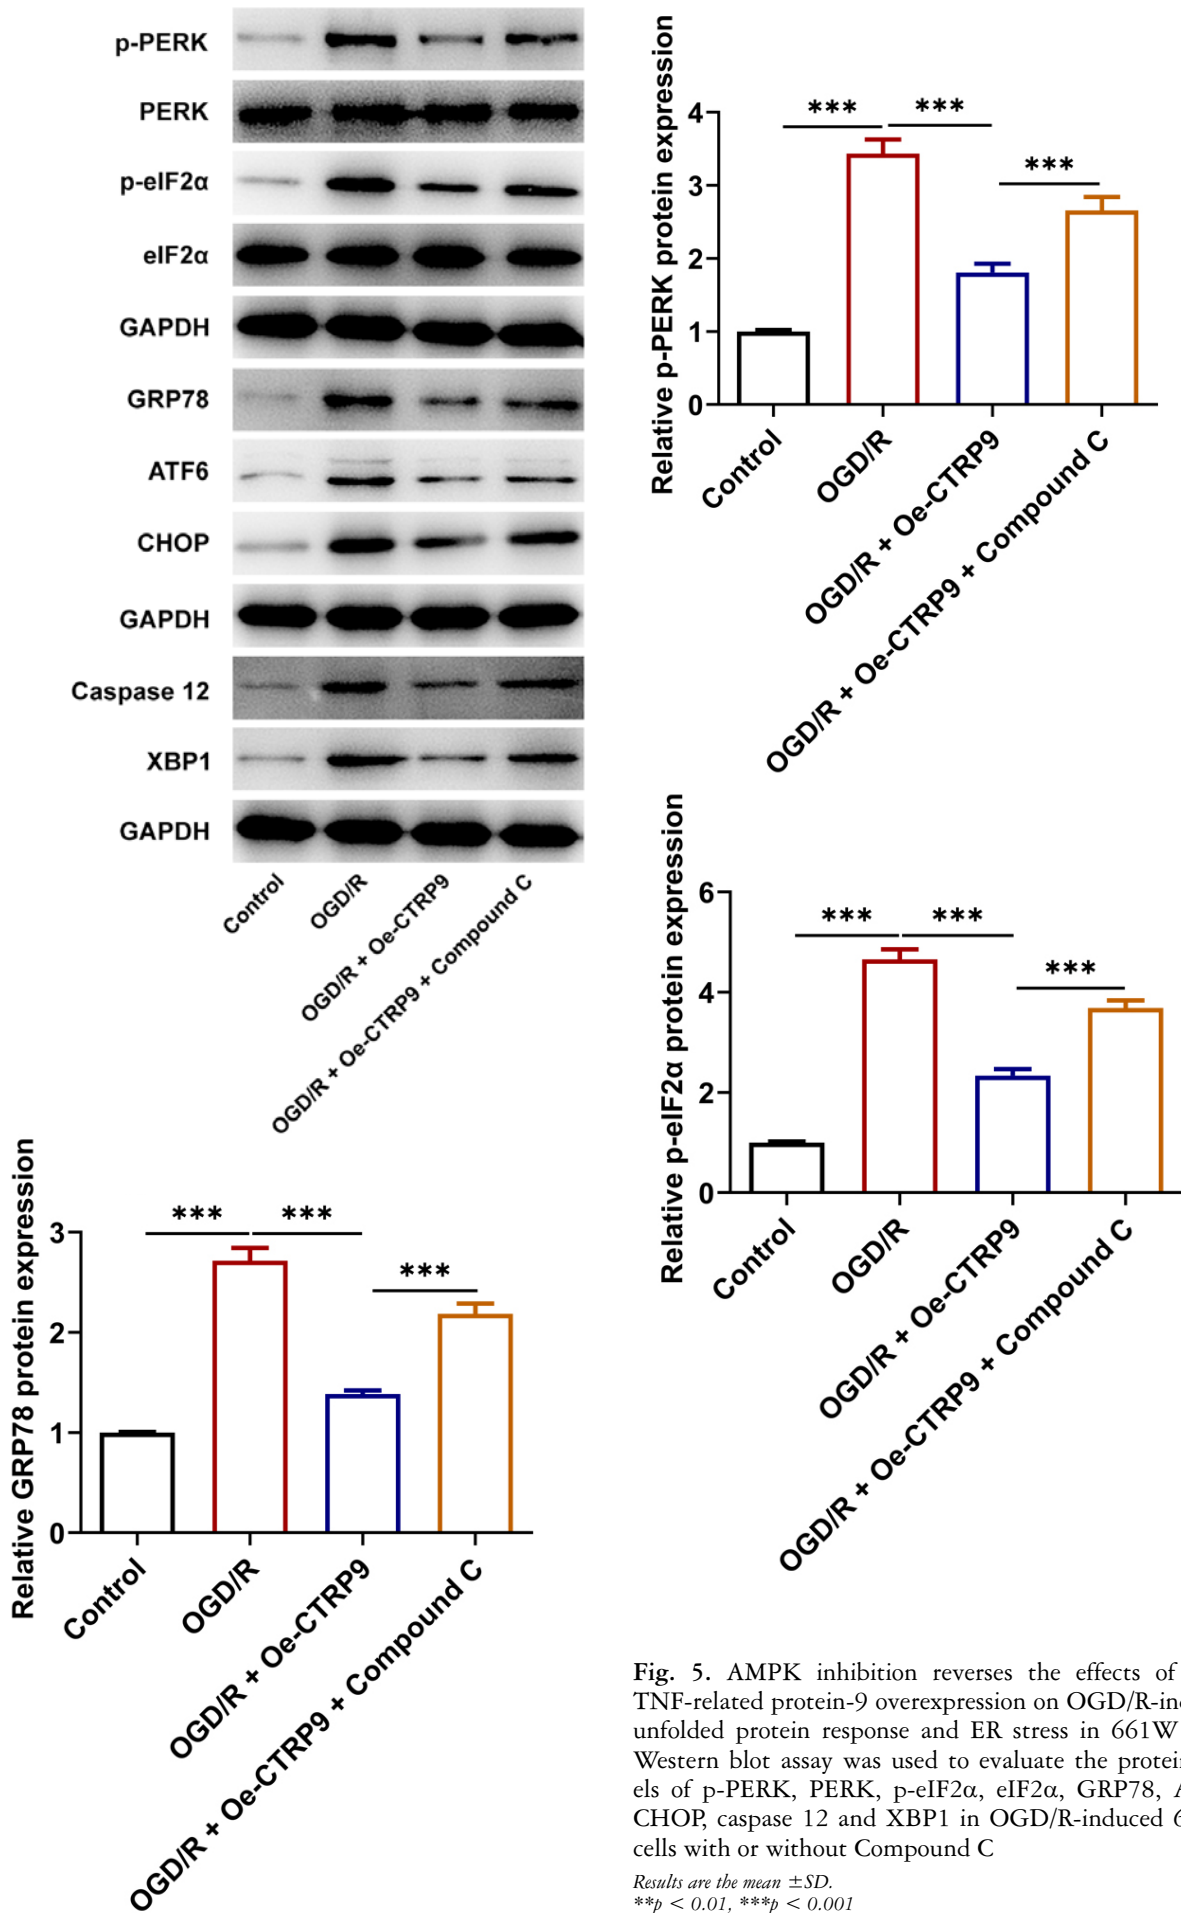 p-PERK
PERK
p-eIF2α
eIF2α
GAPDH
GRP78
ATF6
CHOP
GAPDH
Caspase 12
XBP1
GAPDH
Control
OGD/R
OGD/R + Oe-CTRP9
OGD/R + Oe-CTRP9 + Compound C
Relative p-PERK protein expression
4
3
2
1
0
***
***
***
Control
OGD/R
OGD/R + Oe-CTRP9
OGD/R + Oe-CTRP9 + Compound C
Relative p-eIF2α protein expression
6
4
2
0
***
***
***
Control
OGD/R
OGD/R + Oe-CTRP9
OGD/R + Oe-CTRP9 + Compound C
Relative GRP78 protein expression
3
2
1
0
***
***
***
Control
OGD/R
OGD/R + Oe-CTRP9
OGD/R + Oe-CTRP9 + Compound C
Fig. 5. AMPK inhibition reverses the effects of
TNF-related protein-9 overexpression on OGD/R-ind
unfolded protein response and ER stress in 661W
Western blot assay was used to evaluate the protein
els of p-PERK, PERK, p-eIF2α, eIF2α, GRP78, A
CHOP, caspase 12 and XBP1 in OGD/R-induced 6
cells with or without Compound C
Results are the mean ±SD.
**p < 0.01, ***p < 0.001